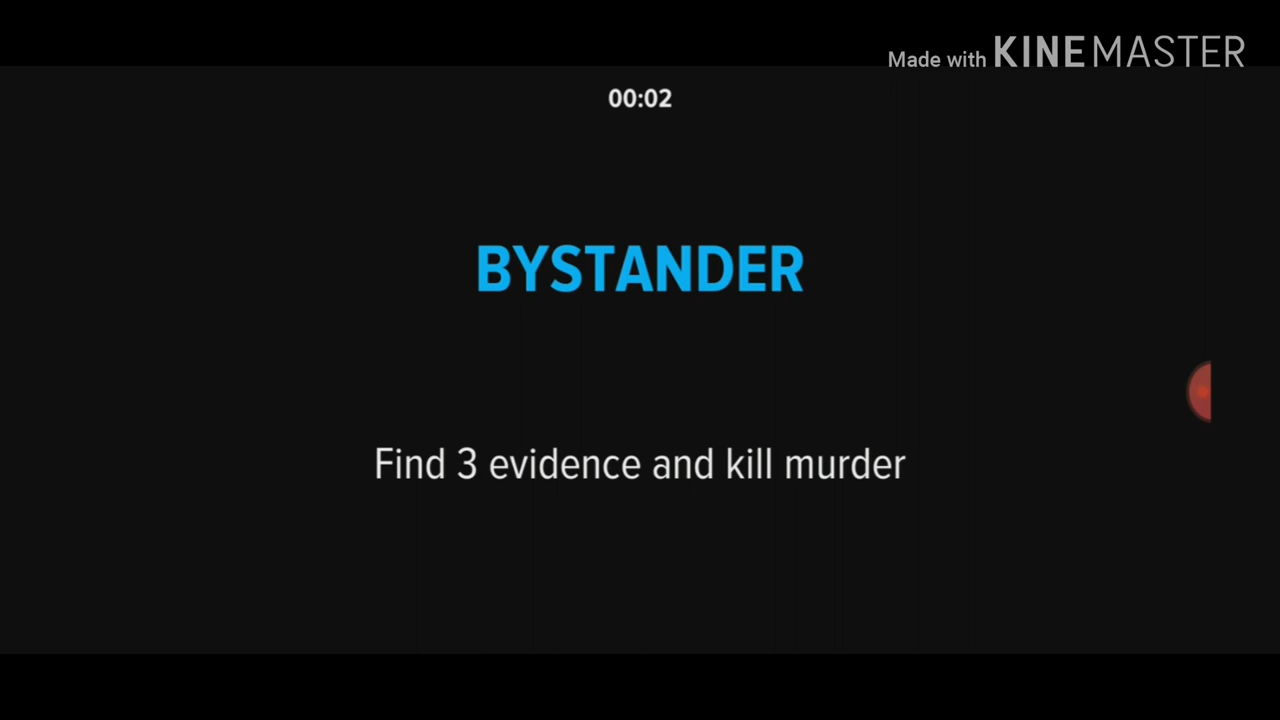 Made with KINEMASTER
00:02
BYSTANDER
Find 3 evidence and kill murder